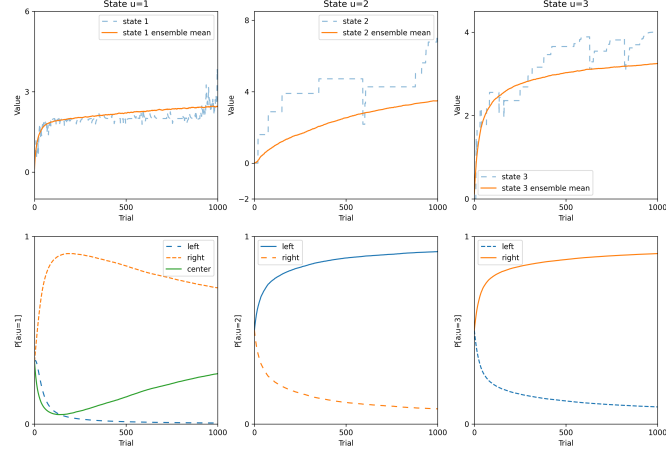 State u=1
6
3
0
Value
state 1
state 1 ensemble mean
0
500
1000
Trial
State u=2
8
4
0
−2
Value
state 2
state 2 ensemble mean
0
500
1000
Trial
State u=3
4
2
0
Value
state 3
state 3 ensemble mean
0
500
1000
Trial
1
0
P[a;u=1]
left
right
center
0
500
1000
Trial
1
0
P[a;u=2]
left
right
0
500
1000
Trial
1
0
P[a;u=3]
left
right
0
500
1000
Trial